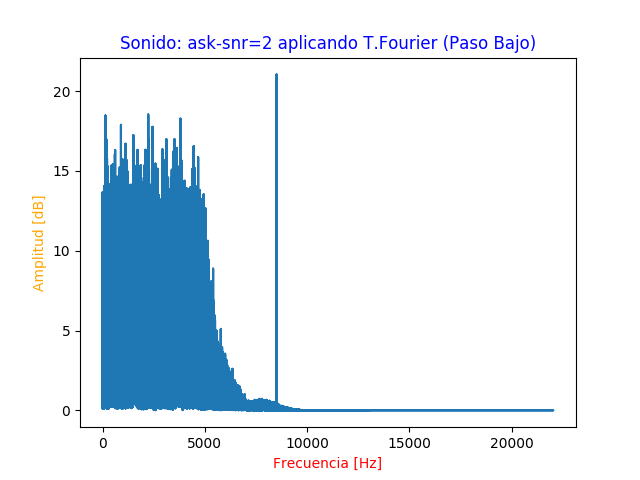 Sonido: ask-snr=2 aplicando T.Fourier (Paso Bajo)
20
15
10
5
0
Amplitud [dB]
0 5000 10000 15000 20000
Frecuencia [Hz]